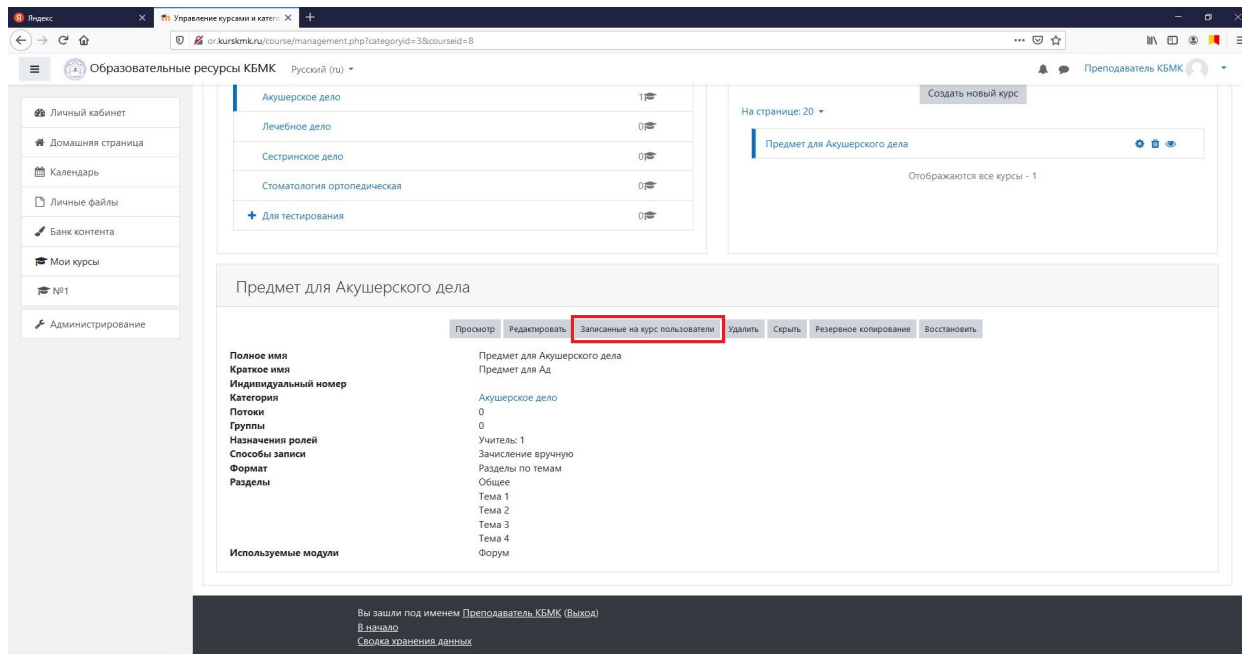 Яндекс
Управление курсами и катего
or.kurskmk.ru/course/management.php?categoryid=3&courseid=8
Образовательные ресурсы КБМК Русский (ru)
Преподаватель КБМК
Личный кабинет
Домашняя страница
Календарь
Личные файлы
Банк контента
Мои курсы
№1
Администрирование
Акушерское дело 1
Лечебное дело 0
Сестринское дело 0
Стоматология ортопедическая 0
Для тестирования 0
Создать новый курс
На странице: 20
Предмет для Акушерского дела
Отображаются все курсы - 1
Предмет для Акушерского дела
Просмотр Редактировать Записанные на курс пользователи Удалить Скрыть Резервное копирование Восстановить
Полное имя Предмет для Акушерского дела
Краткое имя Предмет для Ад
Индивидуальный номер
Категория Акушерское дело
Потоки 0
Группы 0
Назначения ролей Учитель: 1
Способы записи Зачисление вручную
Формат Разделы по темам
Разделы Общее
Тема 1
Тема 2
Тема 3
Тема 4
Используемые модули Форум
Вы зашли под именем Преподаватель КБМК (Выход)
В начало
Сводка хранения данных